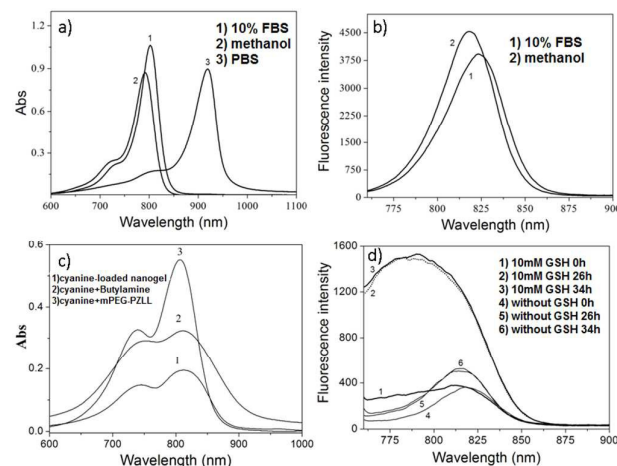 a)
1) 10% FBS
2) methanol
3) PBS
1
2
3
1.2
0.9
0.6
0.3
Abs
600 700 800 900 1000 1100
Wavelength (nm)
b)
1) 10% FBS
2) methanol
2
1
4500
3750
3000
2250
1500
750
0
Fluorescence intensity
775 800 825 850 875 900
Wavelength (nm)
c)
1)cyanine-loaded nanogel
2)cyanine+Butylamine
3)cyanine+mPEG-PZLL
3
2
1
0.6
0.4
0.2
0.0
Abs
600 700 800 900 1000
Wavelength (nm)
d)
1) 10mM GSH 0h
2) 10mM GSH 26h
3) 10mM GSH 34h
4) without GSH 0h
5) without GSH 26h
6) without GSH 34h
3
2
1
6
5
4
1600
1200
800
400
0
Fluorescence intensity
775 800 825 850 875 900
Wavelength (nm)